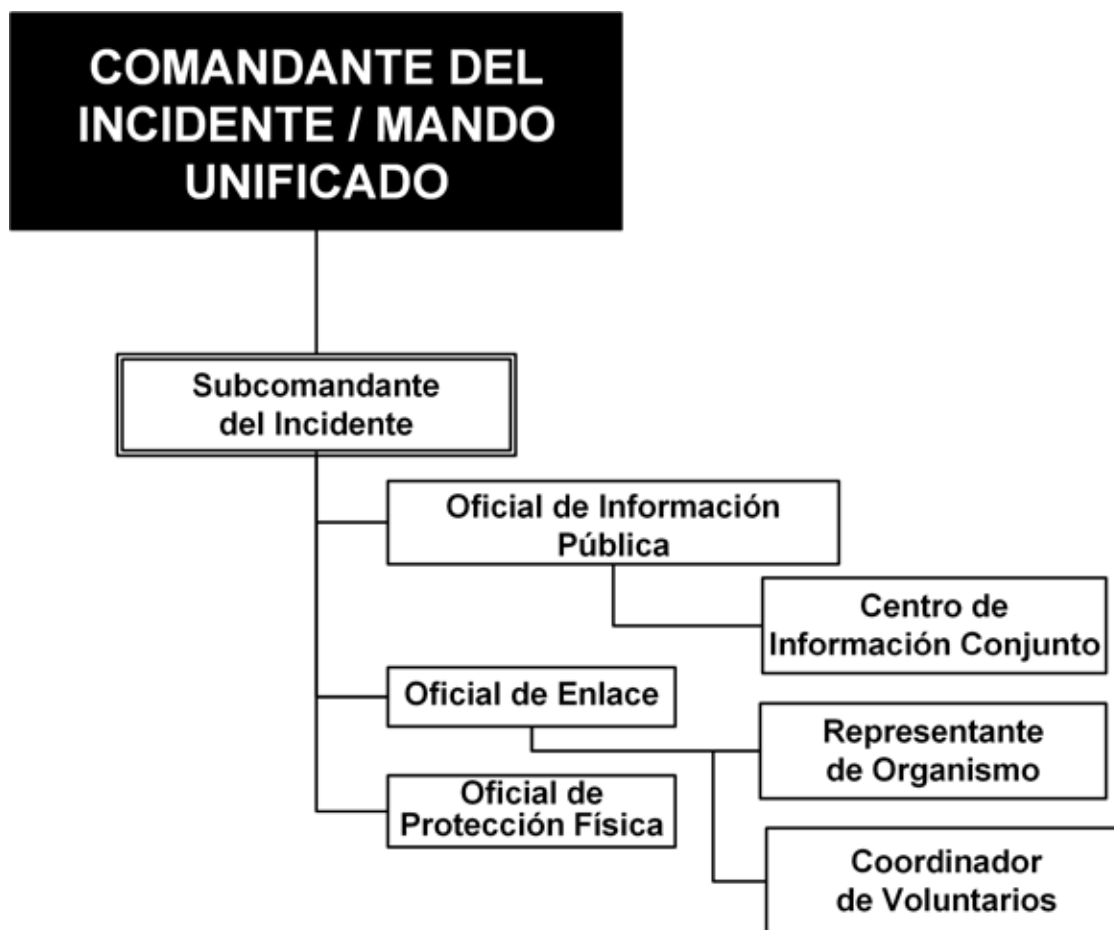 COMANDANTE DEL
INCIDENTE / MANDO
UNIFICADO
Subcomandante
del Incidente
Oficial de Información
Pública
Centro de
Información Conjunto
Oficial de Enlace
Representante
de Organismo
Oficial de
Protección Física
Coordinador
de Voluntarios